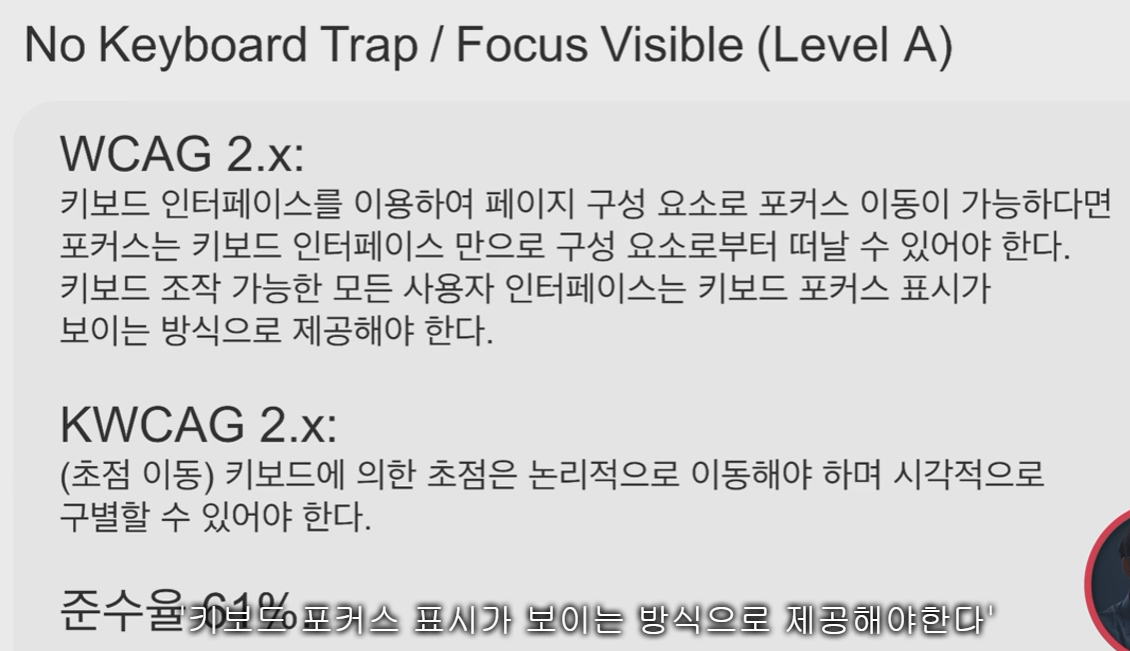 No Keyboard Trap / Focus Visible (Level A)
WCAG 2.x:
키보드 인터페이스를 이용하여 페이지 구성 요소로 포커스 이동이 가능하다면
포커스는 키보드 인터페이스 만으로 구성 요소로부터 떠날 수 있어야 한다.
키보드 조작 가능한 모든 사용자 인터페이스는 키보드 포커스 표시가
보이는 방식으로 제공해야 한다.
KWCAG 2.x:
(초점 이동) 키보드에 의한 초점은 논리적으로 이동해야 하며 시각적으로
구별할 수 있어야 한다.
준수율 61%
'키보드 포커스 표시가 보이는 방식으로 제공해야한다'